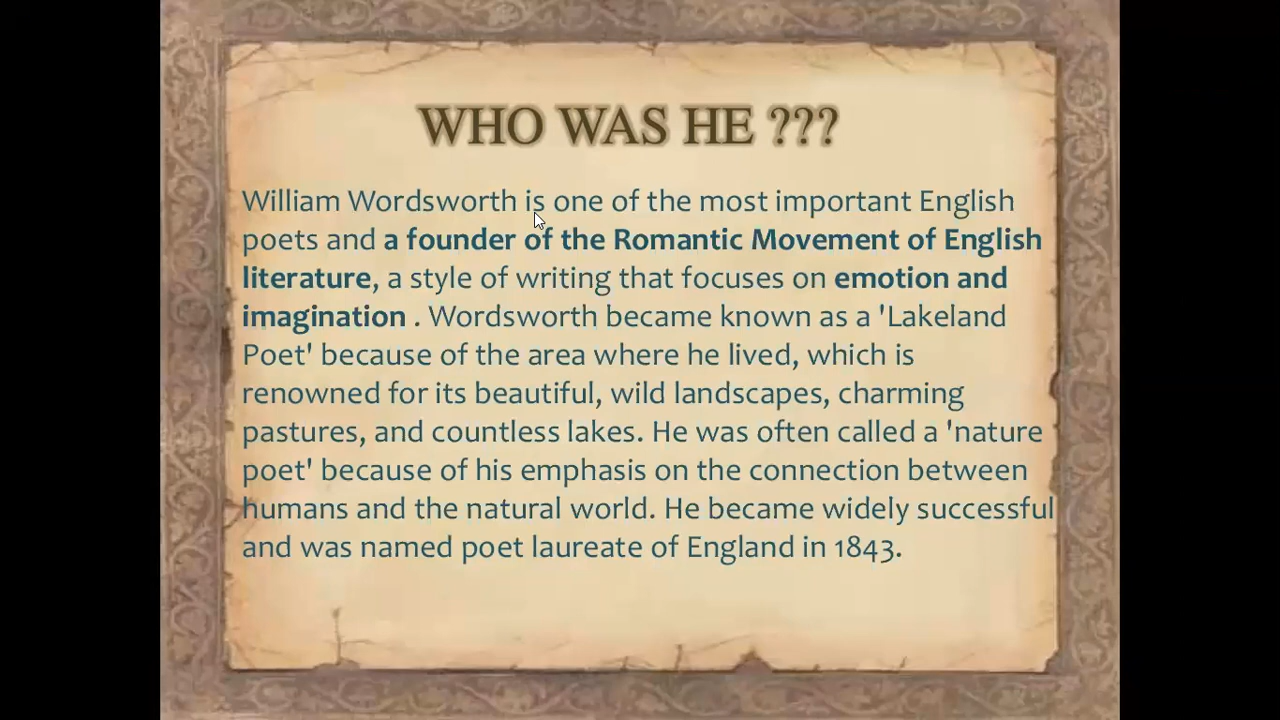 WHO WAS HE ???
William Wordsworth is one of the most important English
poets and a founder of the Romantic Movement of English
literature, a style of writing that focuses on emotion and
imagination . Wordsworth became known as a 'Lakeland
Poet' because of the area where he lived, which is
renowned for its beautiful, wild landscapes, charming
pastures, and countless lakes. He was often called a 'nature
poet' because of his emphasis on the connection between
humans and the natural world. He became widely successful
and was named poet laureate of England in 1843.